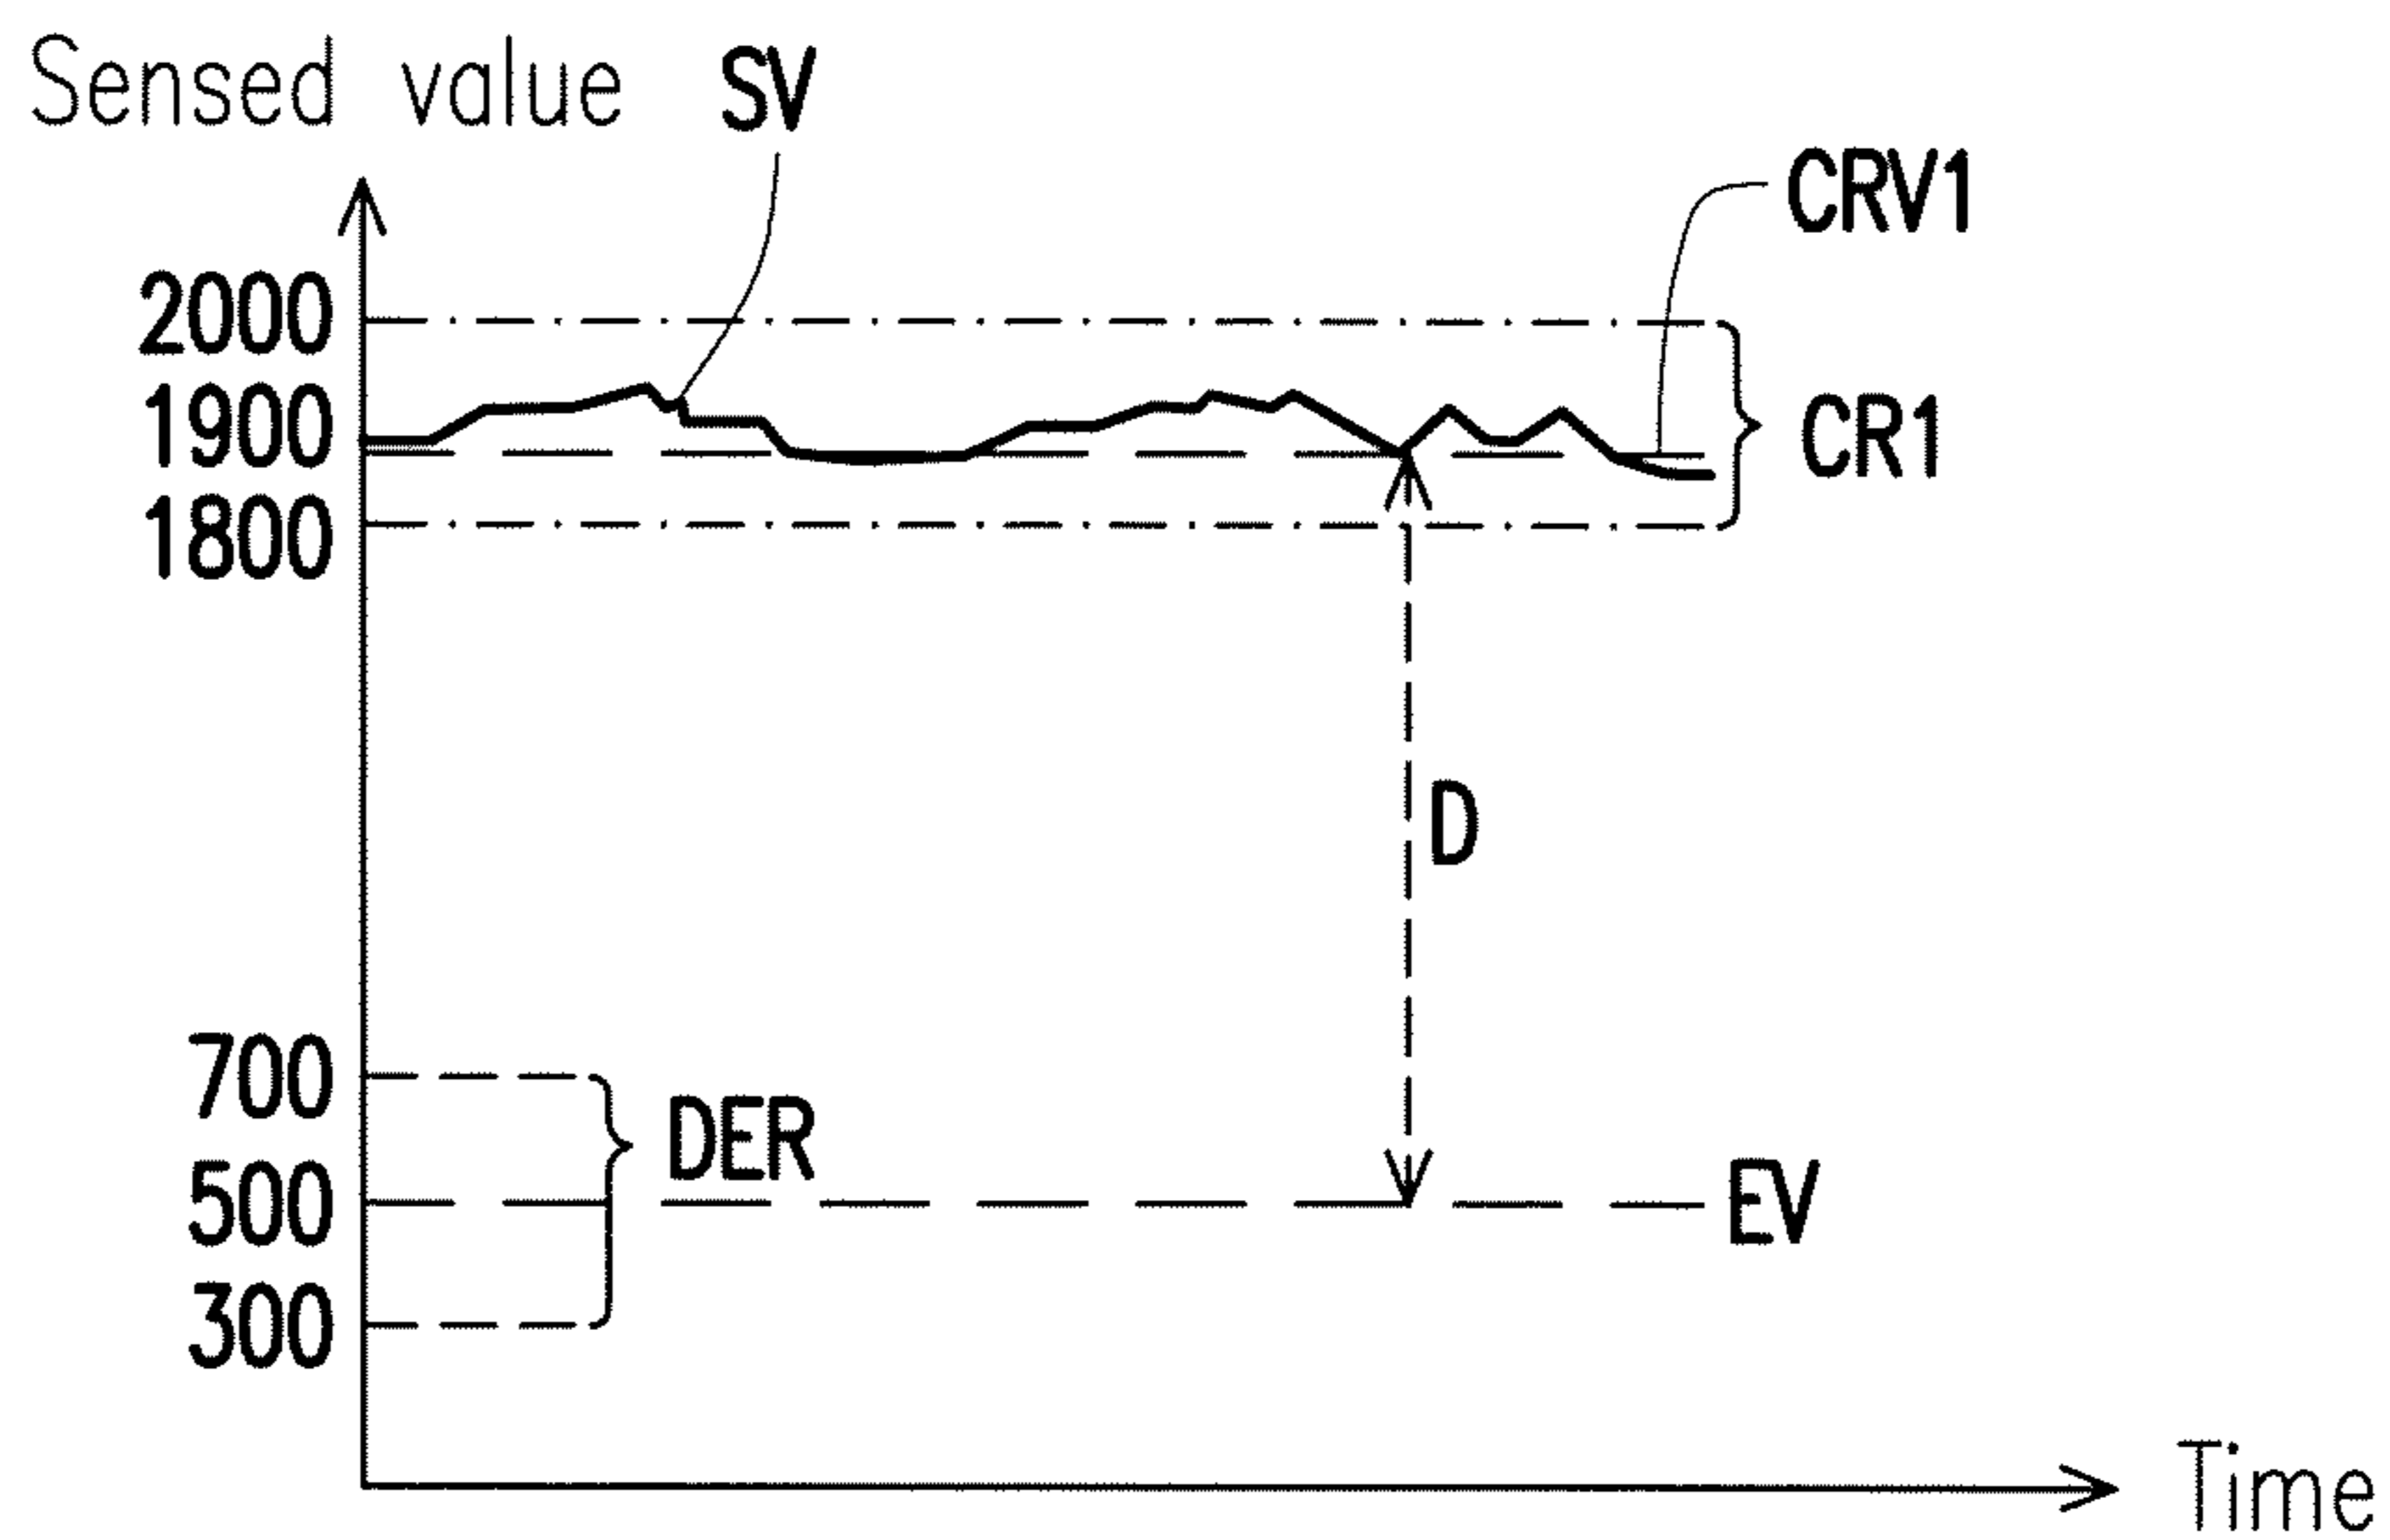 Sensed value SV
CRV1
2000
1900
CR1
1800
D
700
DER
500
EV
300
Time